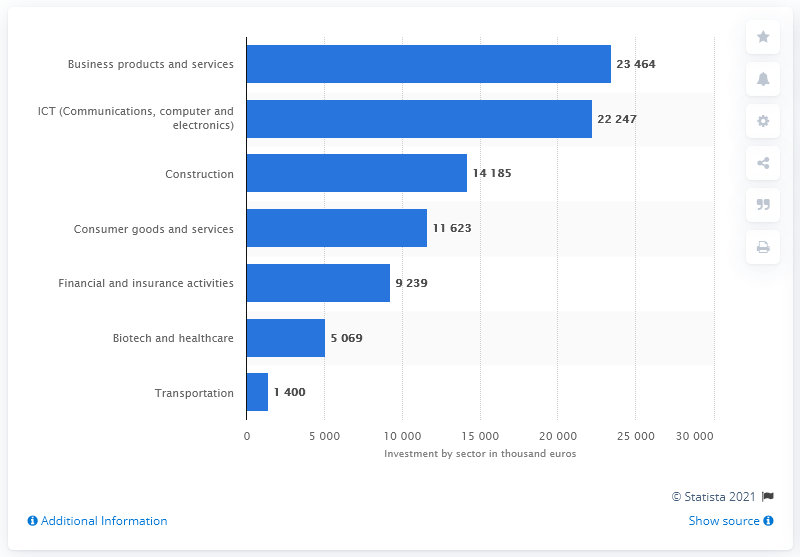 Business products and services
23 464
ICT (Communications, computer and
electronics)
22 247
Construction
14 185
Consumer goods and services
11 623
Financial and insurance activities
9 239
Biotech and healthcare
5 069
Transportation
1 400
0 5 000 10 000 15 000 20 000 25 000 30 000
Investment by sector in thousand euros
© Statista 2021
Additional Information
Show source